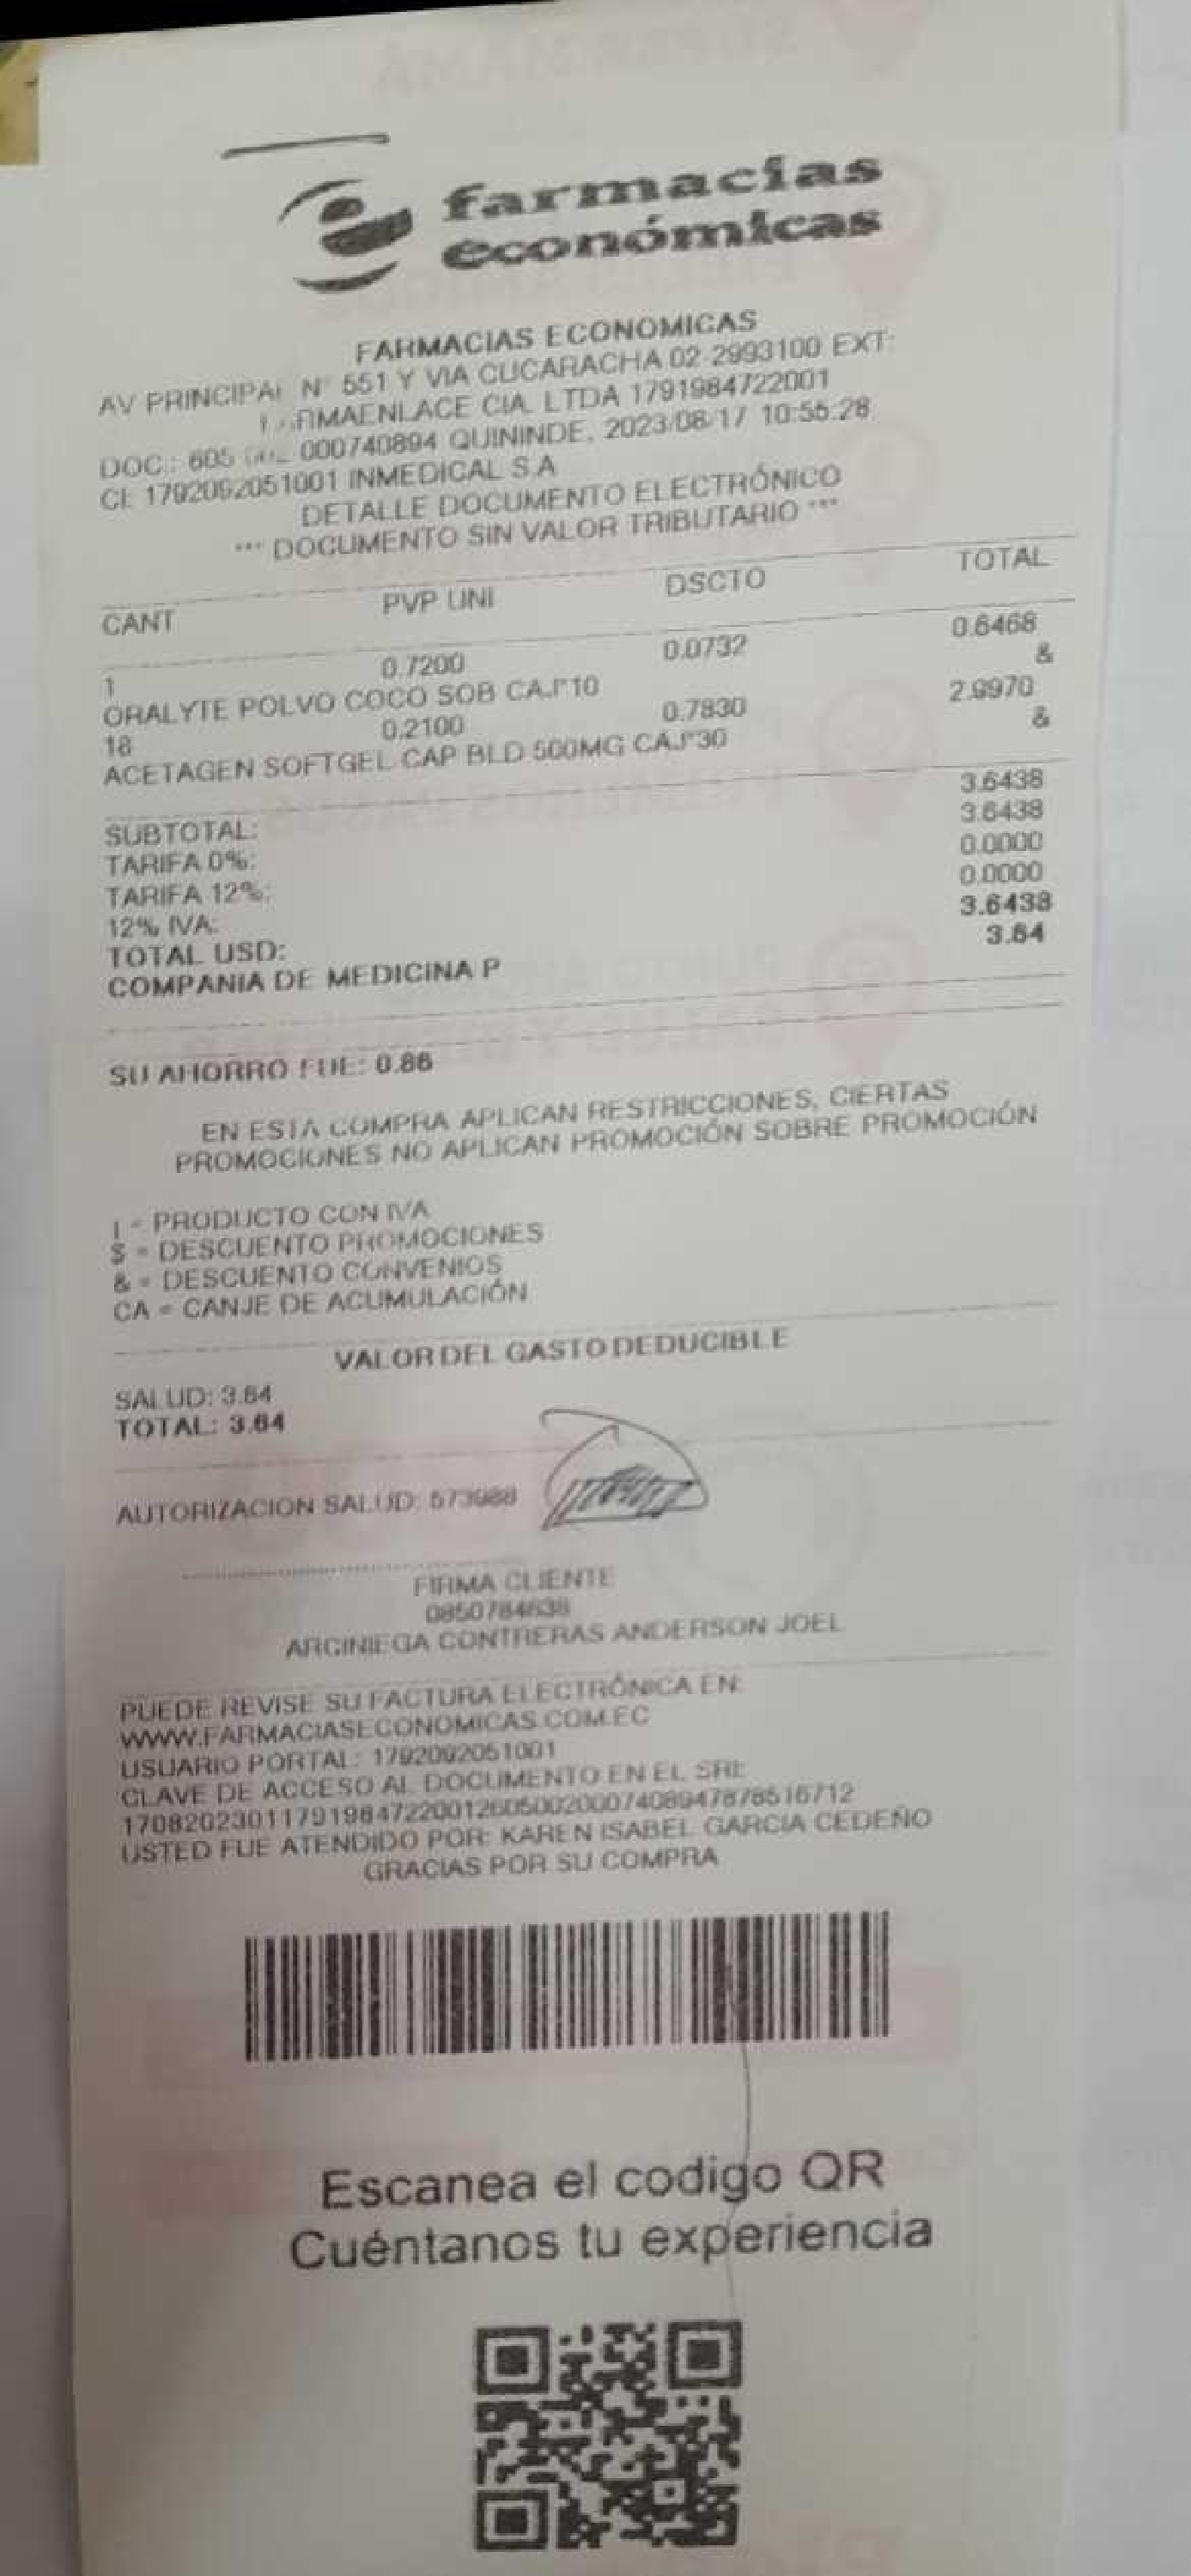 farmacias
económicas
FARMACIAS ECONOMICAS
AV PRINCIPAL N° 551 Y VIA CUCARACHA 02 2993100 EXT:
CIA. LTDA 1791984722001
DOC.: 605 000740894 QUININDE, 2023/08/17 10:55:28
CI: 1792092051001 INMEDICAL S.A
DETALLE DOCUMENTO ELECTRÓNICO
*** DOCUMENTO SIN VALOR TRIBUTARIO ***
CANT PVP UNI DSCTO TOTAL
1 0.7200 0.0732 0.6468
ORALYTE POLVO COCO SOB CAJ*10 &
18 0.2100 0.7830 2.9970
ACETAGEN SOFTGEL CAP BLD 500MG CAJ*30 &
SUBTOTAL: 3.6438
TARIFA 0%: 3.6438
TARIFA 12%: 0.0000
12% IVA: 0.0000
TOTAL USD: 3.6438
COMPANIA DE MEDICINA P 3.64
SU AHORRO FUE: 0.86
EN ESTA COMPRA APLICAN RESTRICCIONES, CIERTAS
PROMOCIONES NO APLICAN PROMOCIÓN SOBRE PROMOCIÓN
I = PRODUCTO CON IVA
$ = DESCUENTO PROMOCIONES
& = DESCUENTO CONVENIOS
CA = CANJE DE ACUMULACIÓN
VALOR DEL GASTO DEDUCIBLE
SALUD: 3.64
TOTAL: 3.64
AUTORIZACION SALUD: 573988
FIRMA CLIENTE
0850784638
ARCINIEGA CONTRERAS ANDERSON JOEL
PUEDE REVISE SU FACTURA ELECTRÓNICA EN:
WWW.FARMACIASECONOMICAS.COM.EC
USUARIO PORTAL: 1792092051001
CLAVE DE ACCESO AL DOCUMENTO EN EL SRI:
1708202301179198472200126050020007408947878516712
USTED FUE ATENDIDO POR: KAREN ISABEL GARCIA CEDEÑO
GRACIAS POR SU COMPRA
Escanea el codigo QR
Cuéntanos tu experiencia